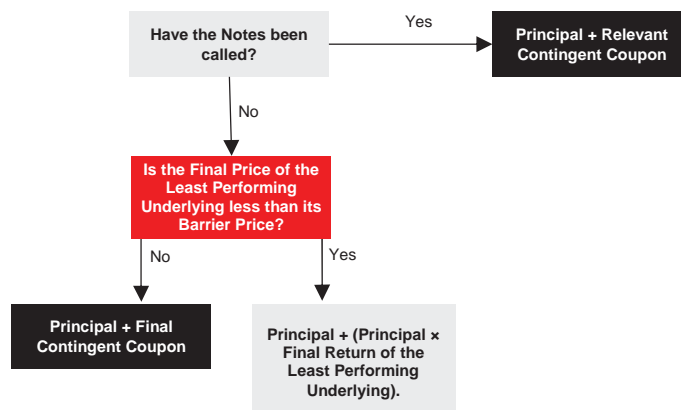 Have the Notes been
called?
Yes
Principal + Relevant
Contingent Coupon
No
Is the Final Price of the
Least Performing
Underlying less than its
Barrier Price?
No
Yes
Principal + Final
Contingent Coupon
Principal + (Principal ×
Final Return of the
Least Performing
Underlying).